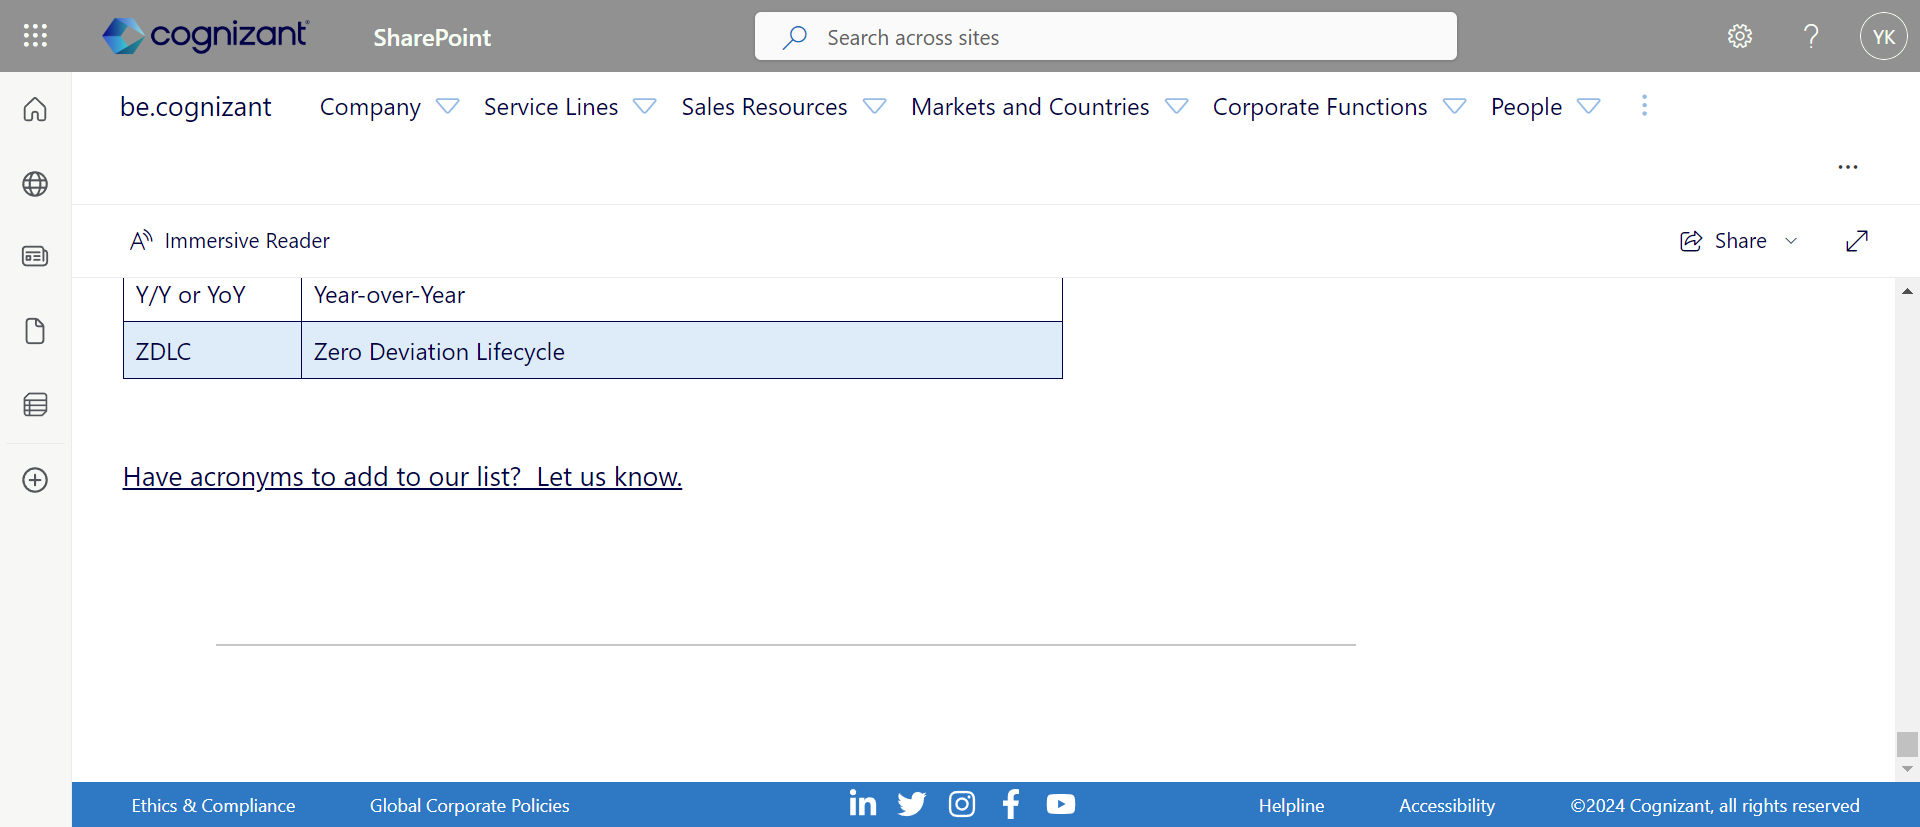 cognizant
SharePoint
Search across sites
YK
be.cognizant
Company
Service Lines
Sales Resources
Markets and Countries
Corporate Functions
People
Immersive Reader
Share
Y/Y or YoY Year-over-Year
ZDLC Zero Deviation Lifecycle
Have acronyms to add to our list?  Let us know.
Ethics & Compliance
Global Corporate Policies
Helpline
Accessibility
©2024 Cognizant, all rights reserved